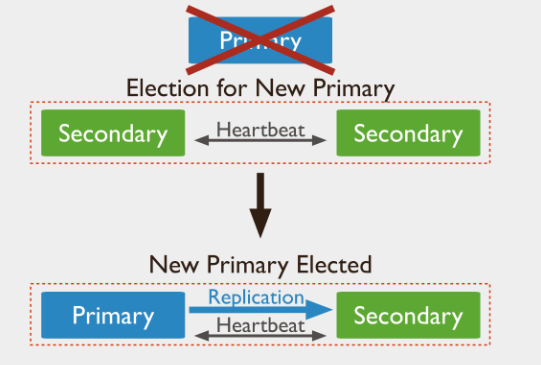 Primary
Election for New Primary
Secondary
Heartbeat
Secondary
New Primary Elected
Primary
Replication
Heartbeat
Secondary